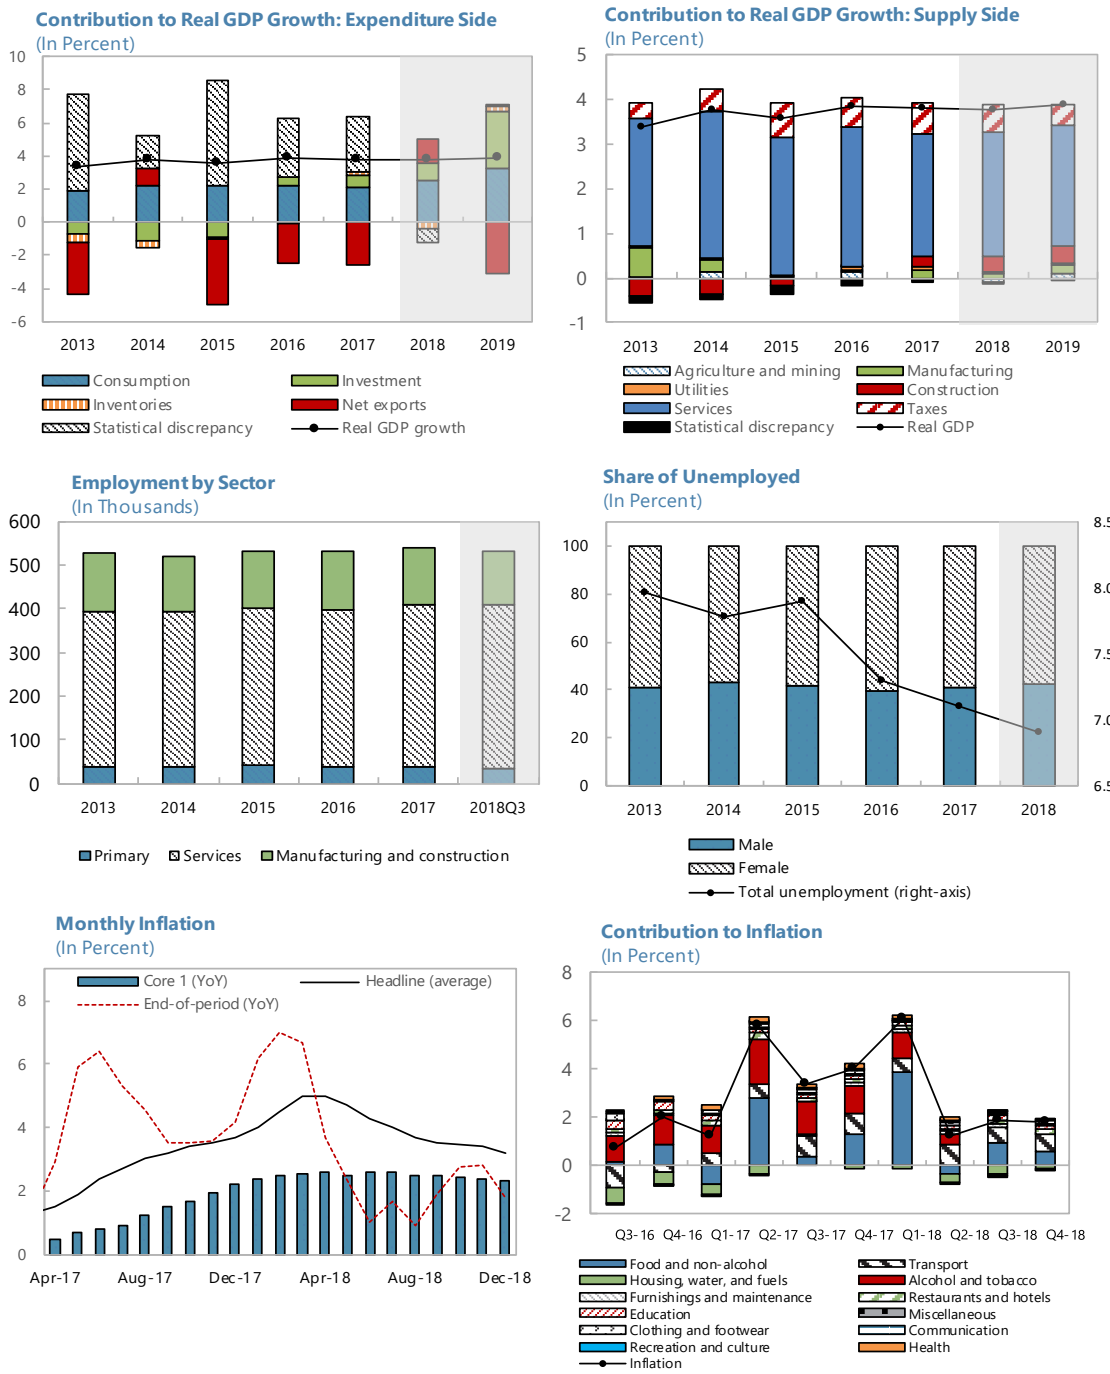 Contribution to Real GDP Growth: Expenditure Side
(In Percent)
10
8
6
4
2
0
-2
-4
-6
2013 2014 2015 2016 2017 2018 2019
Consumption Investment
Inventories Net exports
Statistical discrepancy Real GDP growth
Contribution to Real GDP Growth: Supply Side
(In Percent)
5
4
3
2
1
0
-1
2013 2014 2015 2016 2017 2018 2019
Agriculture and mining Manufacturing
Utilities Construction
Services Taxes
Statistical discrepancy Real GDP
Employment by Sector
(In Thousands)
600
500
400
300
200
100
0
2013 2014 2015 2016 2017 2018Q3
Primary Services Manufacturing and construction
Share of Unemployed
(In Percent)
100
80
60
40
20
0
8.5
8.0
7.5
7.0
6.5
2013 2014 2015 2016 2017 2018
Male
Female
Total unemployment (right-axis)
Monthly Inflation
(In Percent)
Core 1 (YoY) Headline (average)
End-of-period (YoY)
8
6
4
2
0
Apr-17 Aug-17 Dec-17 Apr-18 Aug-18 Dec-18
Contribution to Inflation
(In Percent)
8
6
4
2
0
-2
Q3-16 Q4-16 Q1-17 Q2-17 Q3-17 Q4-17 Q1-18 Q2-18 Q3-18 Q4-18
Food and non-alcohol Transport
Housing, water, and fuels Alcohol and tobacco
Furnishings and maintenance Restaurants and hotels
Education Miscellaneous
Clothing and footwear Communication
Recreation and culture Health
Inflation